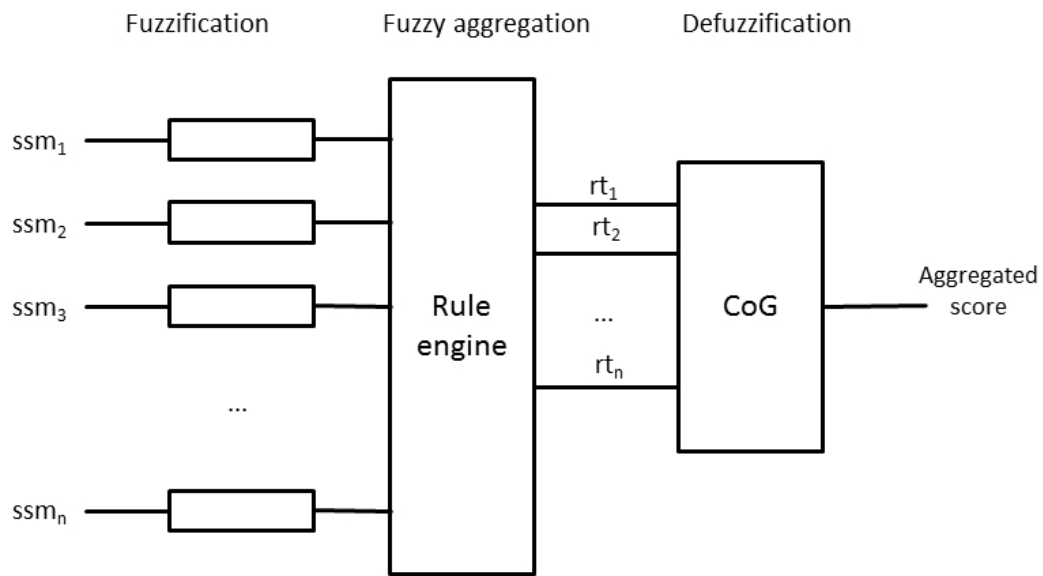 Fuzzification
Fuzzy aggregation
Defuzzification
ssm₁
ssm₂
ssm₃
...
ssmₙ
Rule
engine
rt₁
rt₂
...
rtₙ
CoG
Aggregated
score